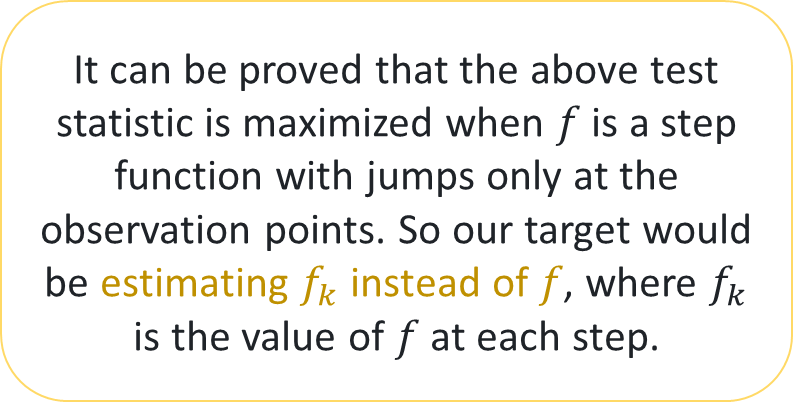 It can be proved that the above test
statistic is maximized when f is a step
function with jumps only at the
observation points. So our target would
be estimating fₖ instead of f, where fₖ
is the value of f at each step.